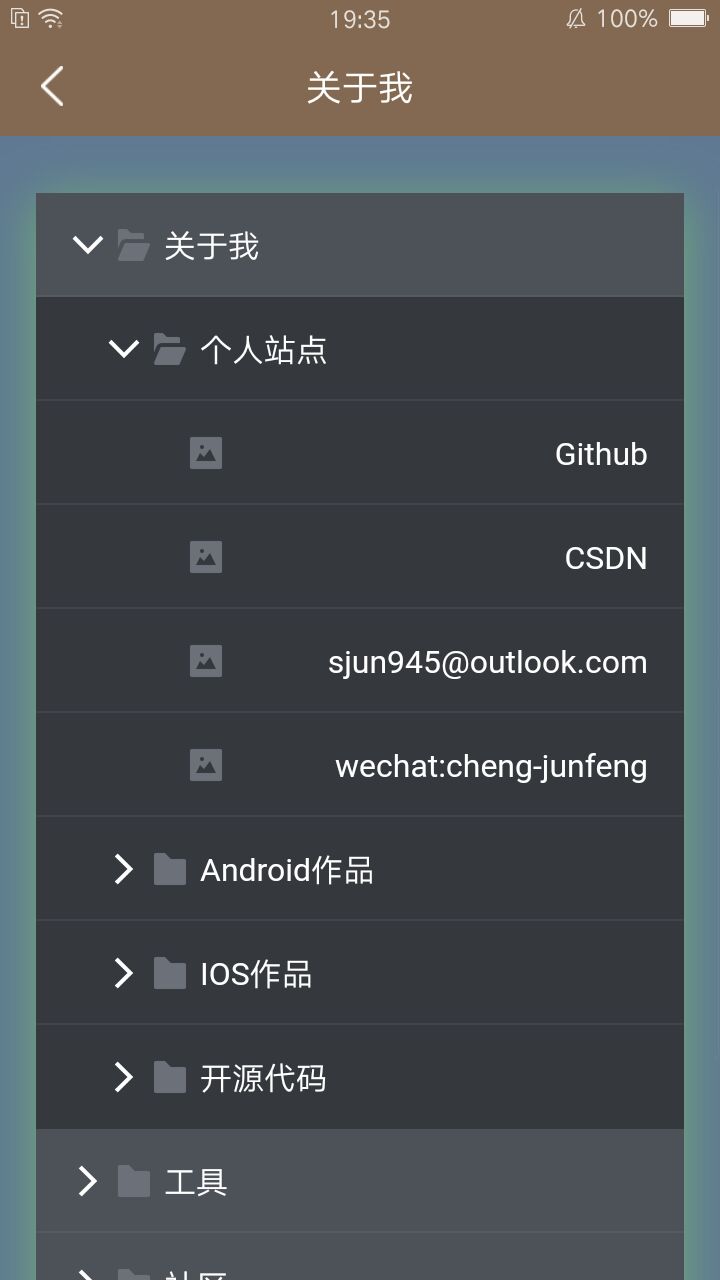 19:35
100%
关于我
关于我
个人站点
Github
CSDN
sjun945@outlook.com
wechat:cheng-junfeng
Android作品
IOS作品
开源代码
工具
社区